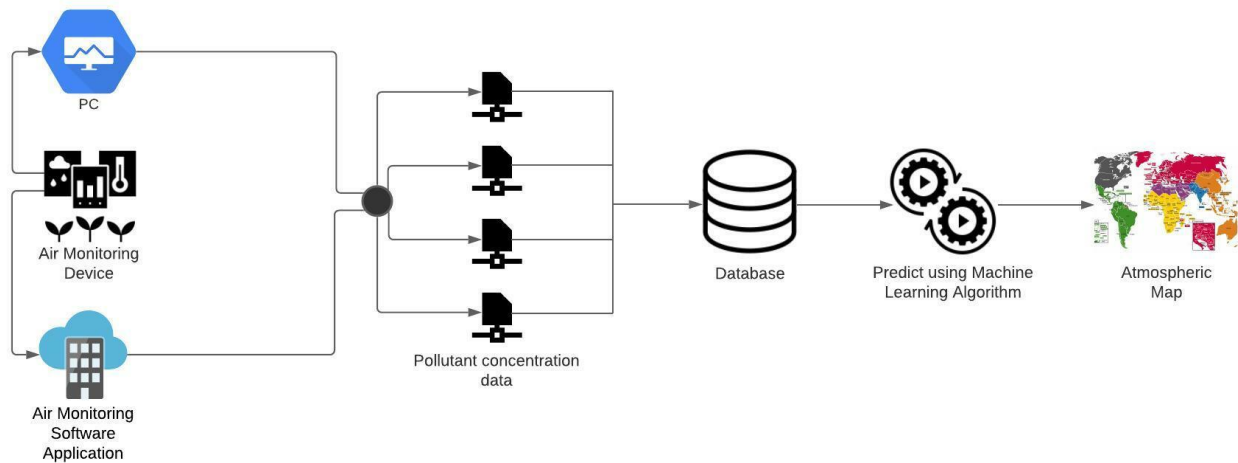 PC
Air Monitoring
Device
Air Monitoring
Software
Application
Pollutant concentration
data
Database
Predict using Machine
Learning Algorithm
Atmospheric
Map